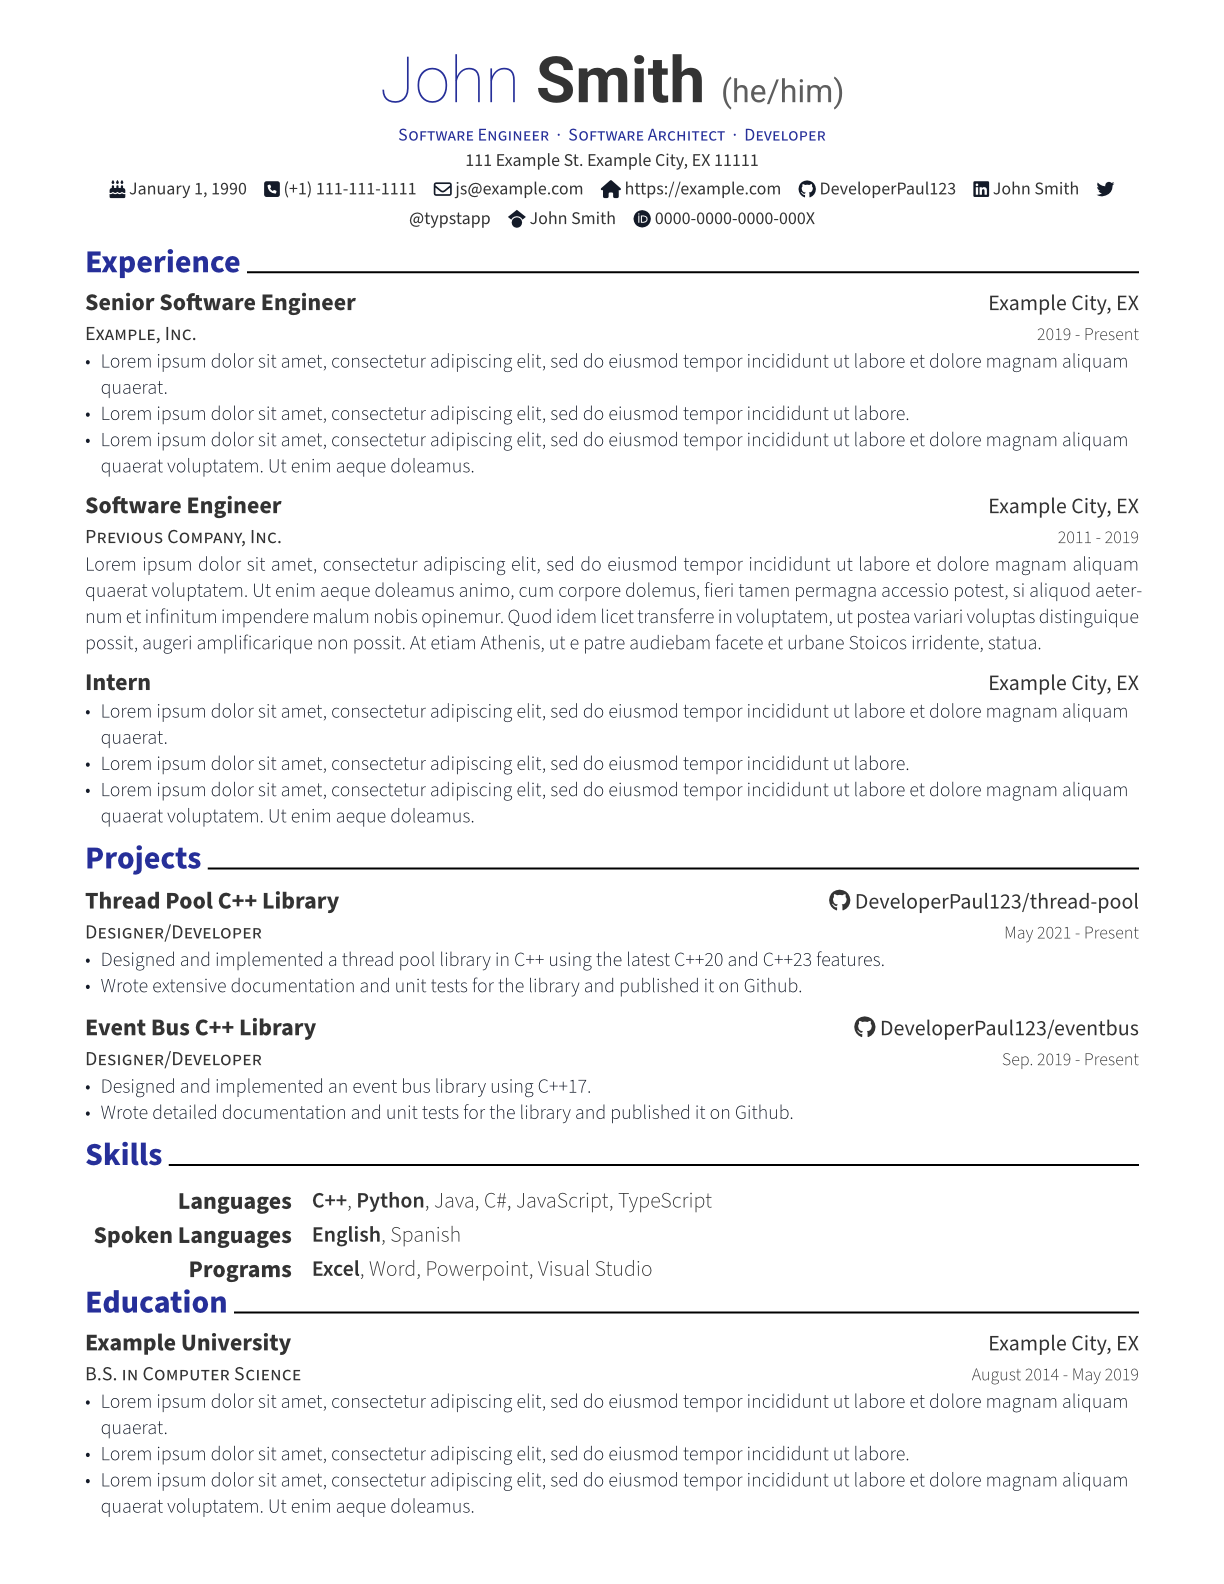 John Smith (he/him)
Software Engineer · Software Architect · Developer
111 Example St. Example City, EX 11111
January 1, 1990 (+1) 111-111-1111 js@example.com https://example.com DeveloperPaul123 John Smith
@typstapp John Smith 0000-0000-0000-000X
Experience
Senior Software Engineer Example City, EX
Example, Inc. 2019 - Present
• Lorem ipsum dolor sit amet, consectetur adipiscing elit, sed do eiusmod tempor incididunt ut labore et dolore magnam aliquam
quaerat.
• Lorem ipsum dolor sit amet, consectetur adipiscing elit, sed do eiusmod tempor incididunt ut labore.
• Lorem ipsum dolor sit amet, consectetur adipiscing elit, sed do eiusmod tempor incididunt ut labore et dolore magnam aliquam
quaerat voluptatem. Ut enim aeque doleamus.
Software Engineer Example City, EX
Previous Company, Inc. 2011 - 2019
Lorem ipsum dolor sit amet, consectetur adipiscing elit, sed do eiusmod tempor incididunt ut labore et dolore magnam aliquam
quaerat voluptatem. Ut enim aeque doleamus animo, cum corpore dolemus, fieri tamen permagna accessio potest, si aliquod aeter-
num et infinitum impendere malum nobis opinemur. Quod idem licet transferre in voluptatem, ut postea variari voluptas distinguique
possit, augeri amplificarique non possit. At etiam Athenis, ut e patre audiebam facete et urbane Stoicos irridente, statua.
Intern Example City, EX
• Lorem ipsum dolor sit amet, consectetur adipiscing elit, sed do eiusmod tempor incididunt ut labore et dolore magnam aliquam
quaerat.
• Lorem ipsum dolor sit amet, consectetur adipiscing elit, sed do eiusmod tempor incididunt ut labore.
• Lorem ipsum dolor sit amet, consectetur adipiscing elit, sed do eiusmod tempor incididunt ut labore et dolore magnam aliquam
quaerat voluptatem. Ut enim aeque doleamus.
Projects
Thread Pool C++ Library DeveloperPaul123/thread-pool
Designer/Developer May 2021 - Present
• Designed and implemented a thread pool library in C++ using the latest C++20 and C++23 features.
• Wrote extensive documentation and unit tests for the library and published it on Github.
Event Bus C++ Library DeveloperPaul123/eventbus
Designer/Developer Sep. 2019 - Present
• Designed and implemented an event bus library using C++17.
• Wrote detailed documentation and unit tests for the library and published it on Github.
Skills
Languages C++, Python, Java, C#, JavaScript, TypeScript
Spoken Languages English, Spanish
Programs Excel, Word, Powerpoint, Visual Studio
Education
Example University Example City, EX
B.S. in Computer Science August 2014 - May 2019
• Lorem ipsum dolor sit amet, consectetur adipiscing elit, sed do eiusmod tempor incididunt ut labore et dolore magnam aliquam
quaerat.
• Lorem ipsum dolor sit amet, consectetur adipiscing elit, sed do eiusmod tempor incididunt ut labore.
• Lorem ipsum dolor sit amet, consectetur adipiscing elit, sed do eiusmod tempor incididunt ut labore et dolore magnam aliquam
quaerat voluptatem. Ut enim aeque doleamus.